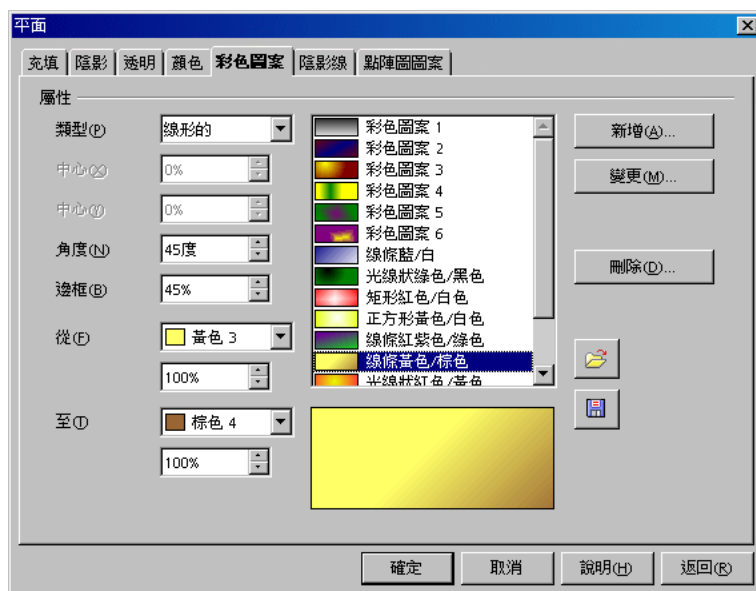 平面
充填 陰影 透明 顏色 彩色圖案 陰影線 點陣圖圖案
屬性
類型(P) 線形的
中心(X) 0%
中心(Y) 0%
角度(N) 45度
邊框(B) 45%
從(F) 黃色 3
100%
至(T) 棕色 4
100%
彩色圖案 1
彩色圖案 2
彩色圖案 3
彩色圖案 4
彩色圖案 5
彩色圖案 6
線條藍/白
光線狀綠色/黑色
矩形紅色/白色
正方形黃色/白色
線條紅紫色/綠色
線條黃色/棕色
光線狀紅色/黃色
新增(A)...
變更(M)...
刪除(D)...
確定 取消 說明(H) 返回(R)